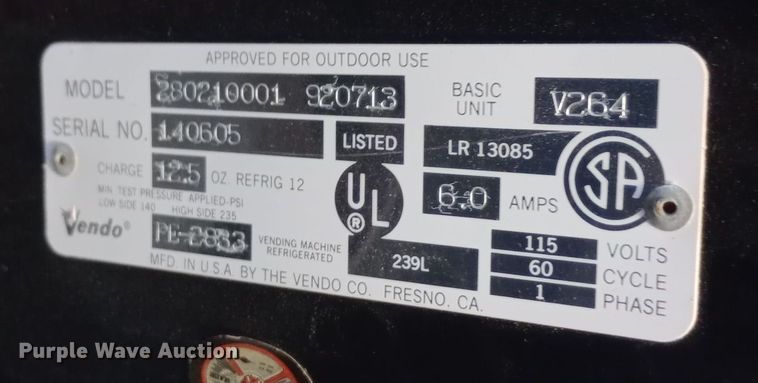 APPROVED FOR OUTDOOR USE
MODEL 280210001 920713 BASIC UNIT V264
SERIAL NO. 140605 LISTED LR 13085
CHARGE 12.5 OZ. REFRIG 12 UL ® 6.0 AMPS SA
MIN. TEST PRESSURE APPLIED-PSI
LOW SIDE 140 HIGH SIDE 235
Vendo® PE-2883 VENDING MACHINE REFRIGERATED 239L
115 VOLTS
60 CYCLE
1 PHASE
MFD IN U.S.A. BY THE VENDO CO. FRESNO, CA.
Purple Wave Auction